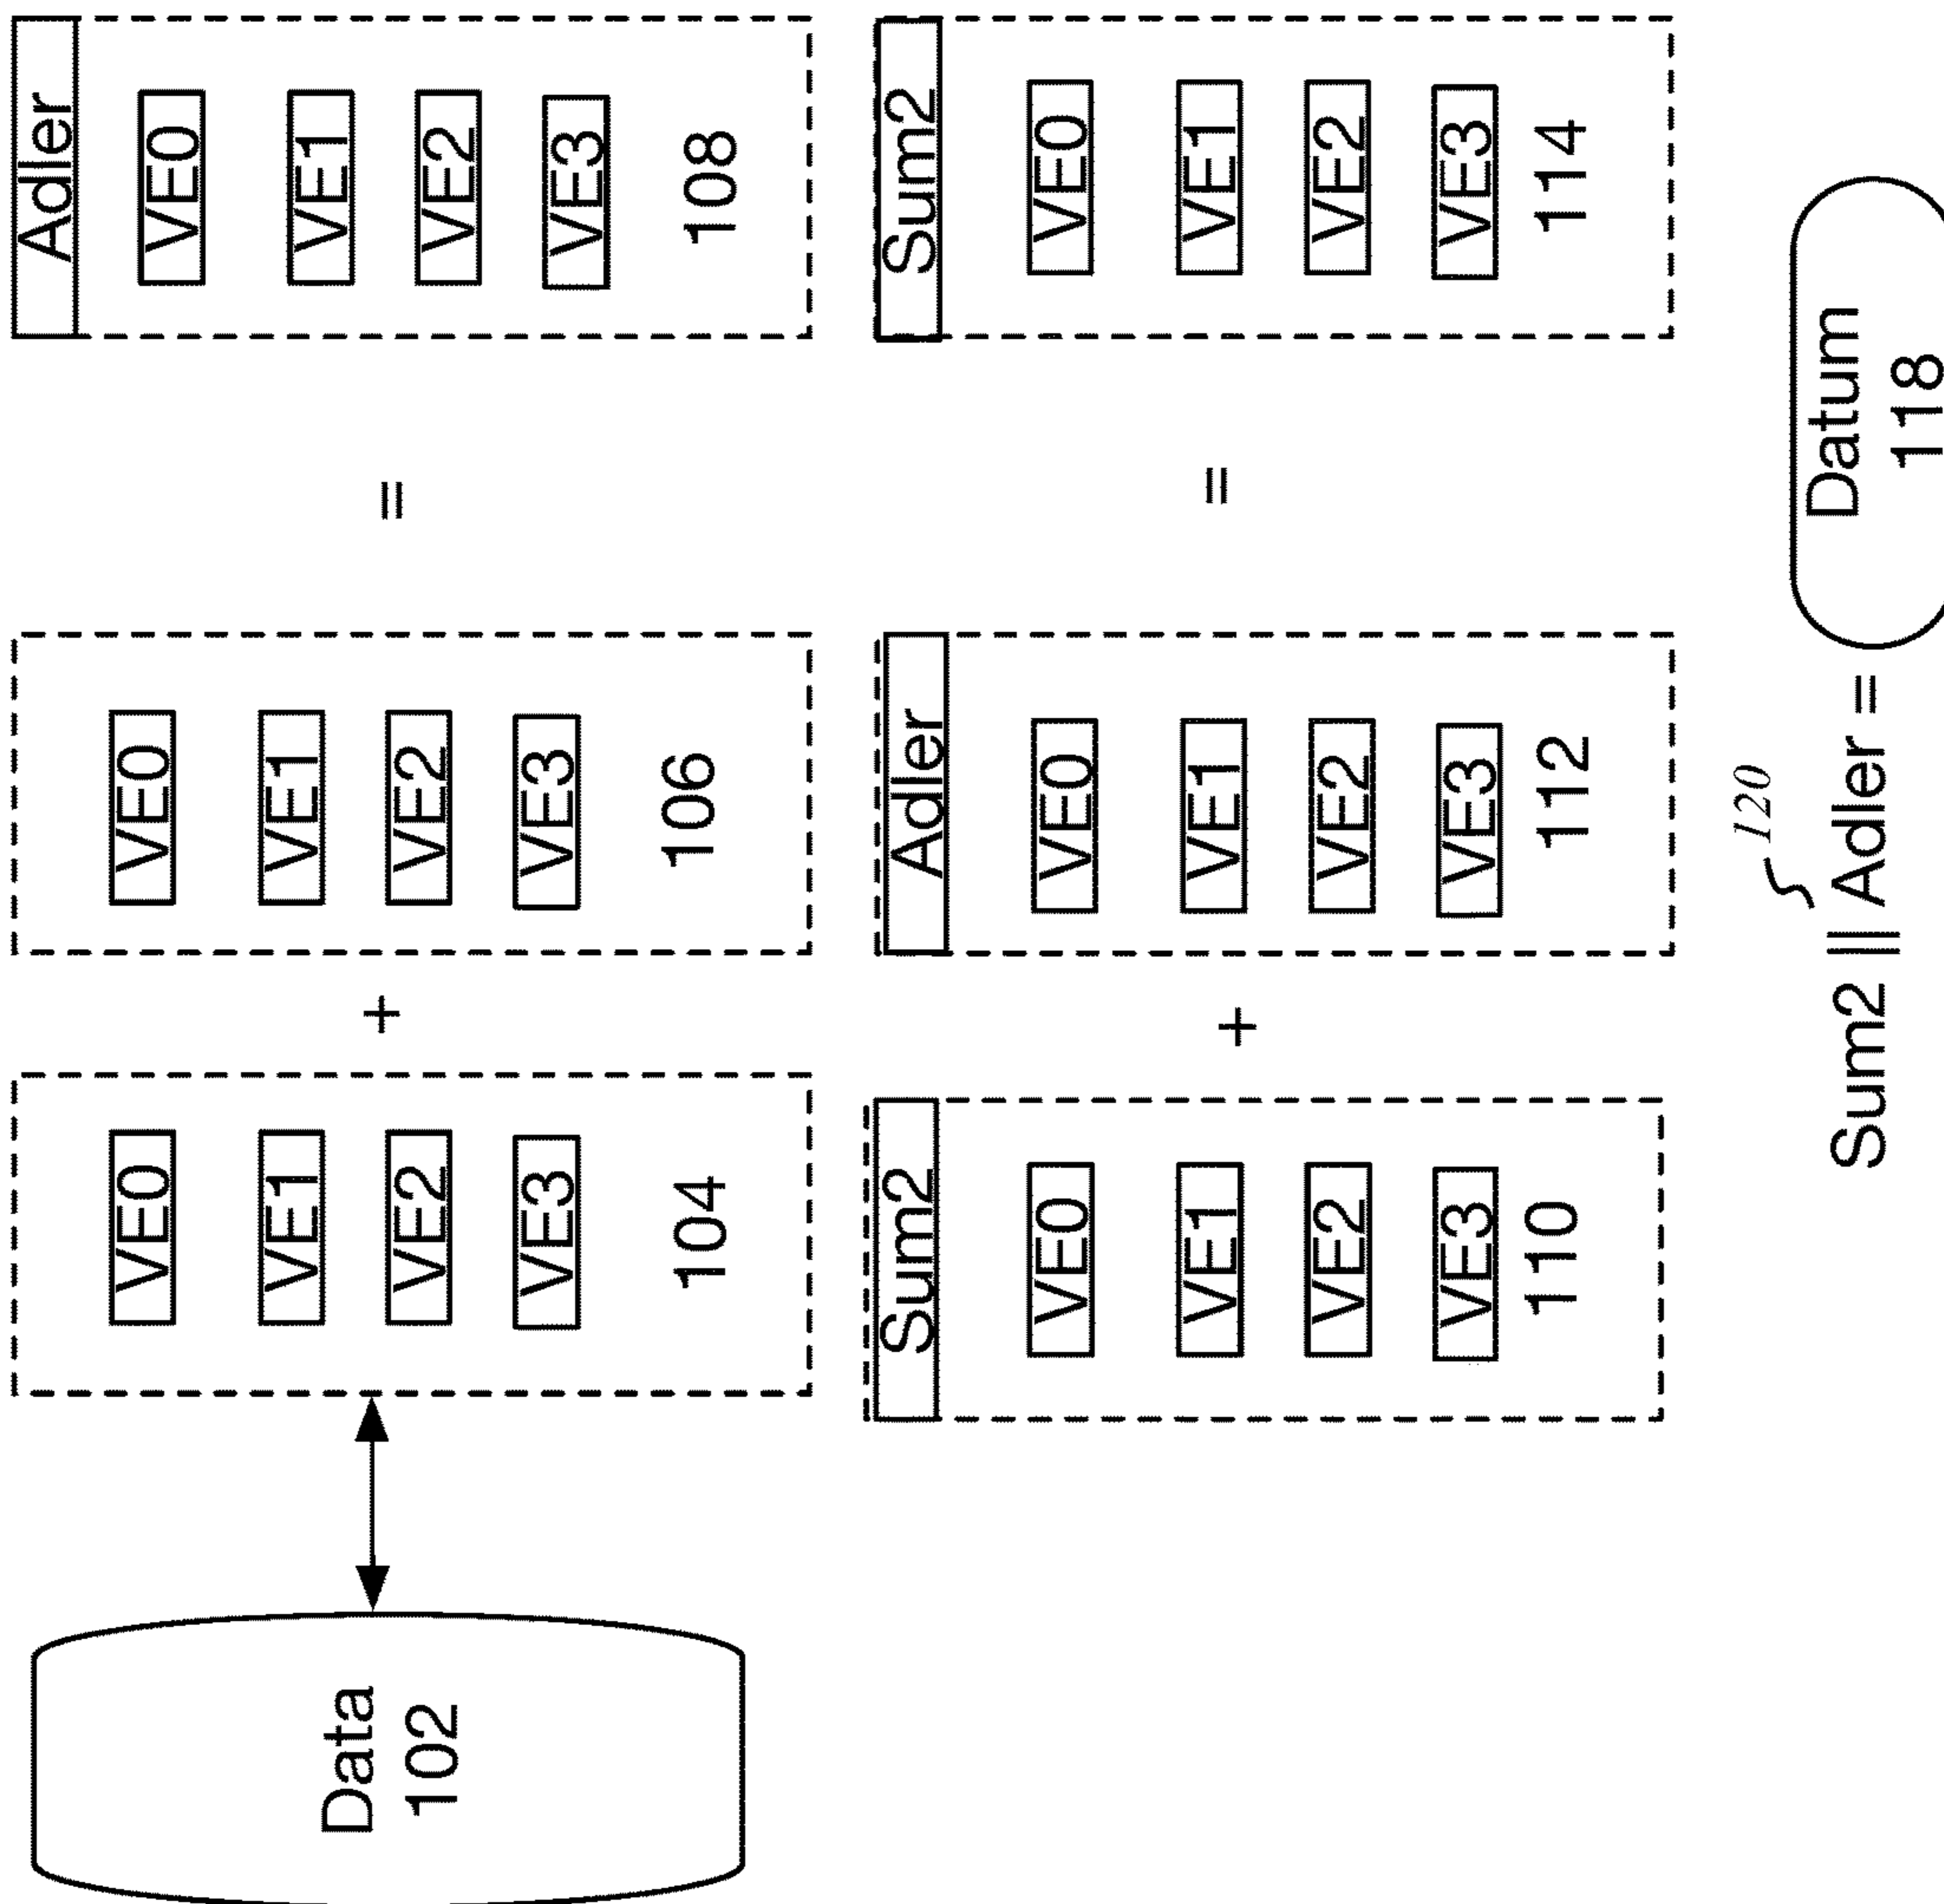 Data
102
VE0
VE1
VE2
VE3
104
+
VE0
VE1
VE2
VE3
106
=
Adler
VE0
VE1
VE2
VE3
108
Sum2
VE0
VE1
VE2
VE3
110
+
Adler
VE0
VE1
VE2
VE3
112
=
Sum2
VE0
VE1
VE2
VE3
114
120
Sum2 || Adler =
Datum
118